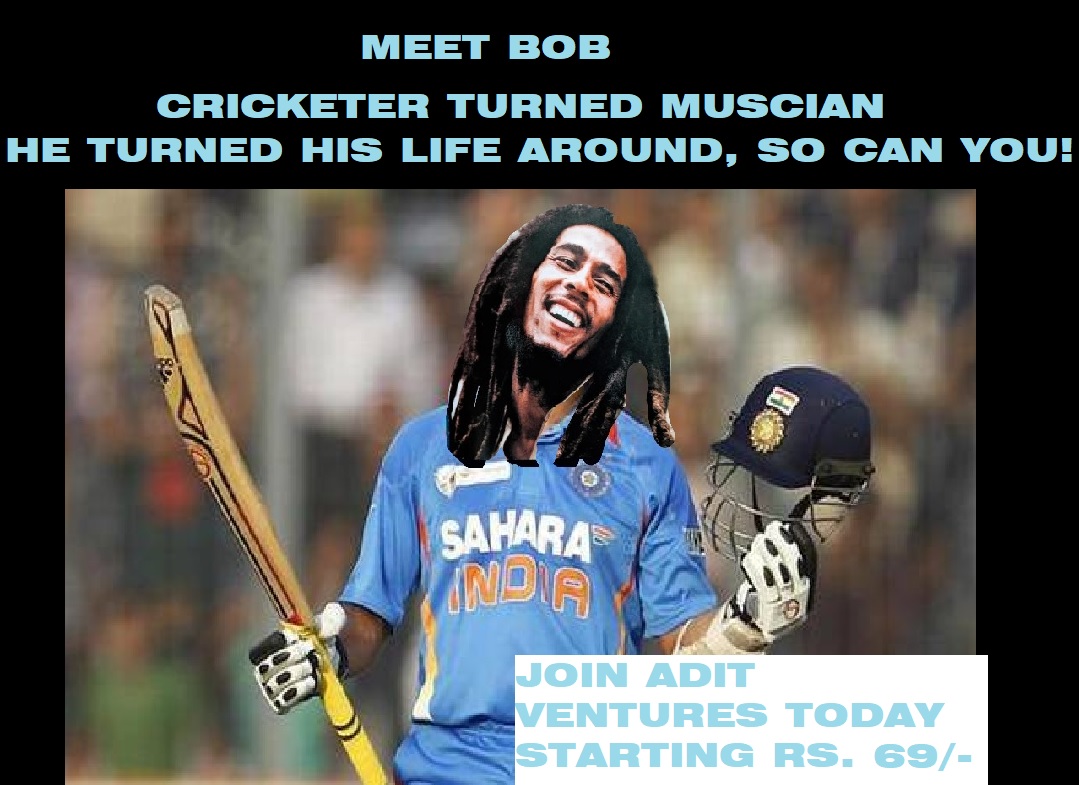 MEET BOB
CRICKETER TURNED MUSCIAN
HE TURNED HIS LIFE AROUND, SO CAN YOU!
SAHARA
INDIA
JOIN ADIT
VENTURES TODAY
STARTING RS. 69/-